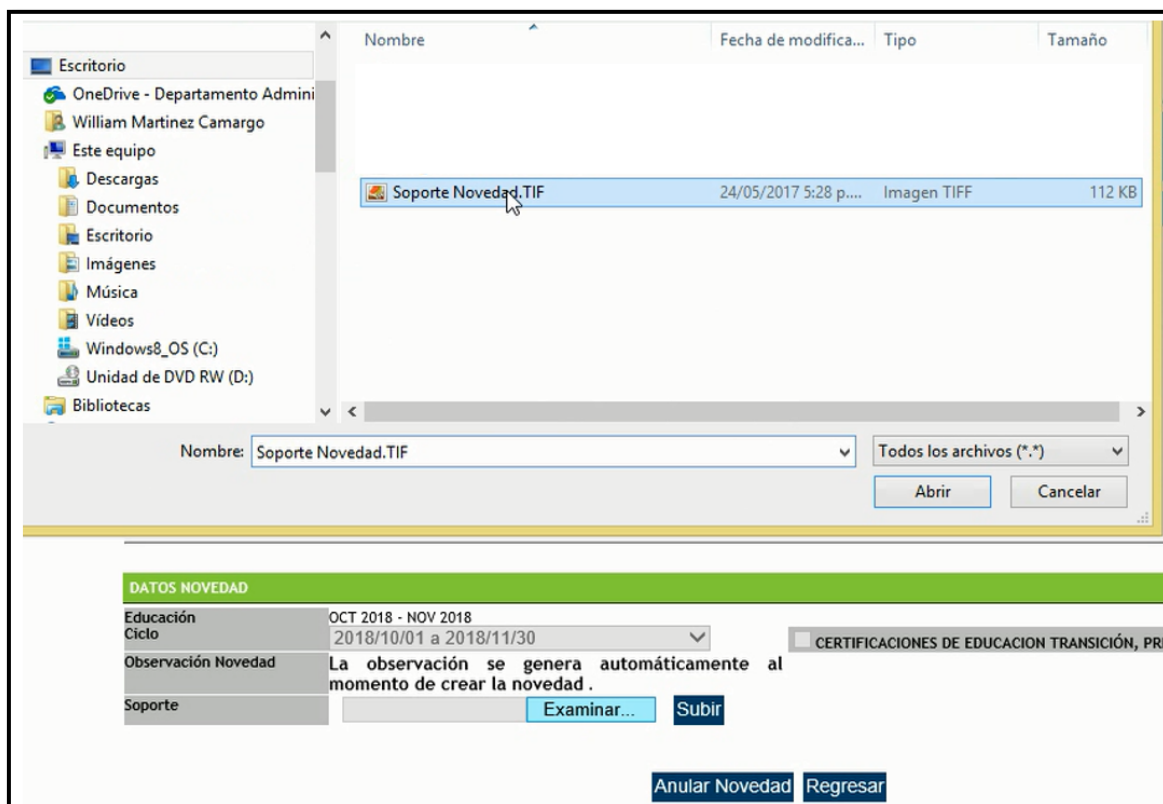 Nombre Fecha de modifica... Tipo Tamaño
Escritorio
OneDrive - Departamento Admini
William Martinez Camargo
Este equipo
Descargas
Soporte Novedad.TIF 24/05/2017 5:28 p.... Imagen TIFF 112 KB
Documentos
Escritorio
Imágenes
Música
Vídeos
Windows8_OS (C:)
Unidad de DVD RW (D:)
Bibliotecas
Nombre: Soporte Novedad.TIF Todos los archivos (*.*)
Abrir Cancelar
DATOS NOVEDAD
Educación OCT 2018 - NOV 2018
Ciclo 2018/10/01 a 2018/11/30 CERTIFICACIONES DE EDUCACION TRANSICIÓN, PRI
Observación Novedad La observación se genera automáticamente al
momento de crear la novedad .
Soporte Examinar... Subir
Anular Novedad Regresar